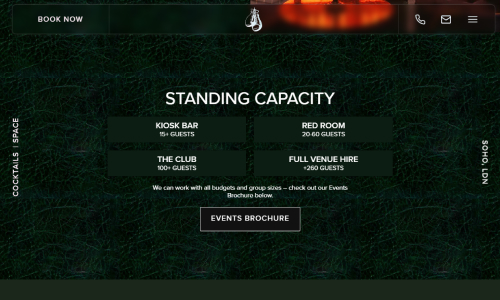 BOOK NOW
STANDING CAPACITY
KIOSK BAR
15+ GUESTS
RED ROOM
20-60 GUESTS
THE CLUB
100+ GUESTS
FULL VENUE HIRE
+260 GUESTS
We can work with all budgets and group sizes – check out our Events
Brochure below.
EVENTS BROCHURE
COCKTAILS | SPACE
SOHO, LDN